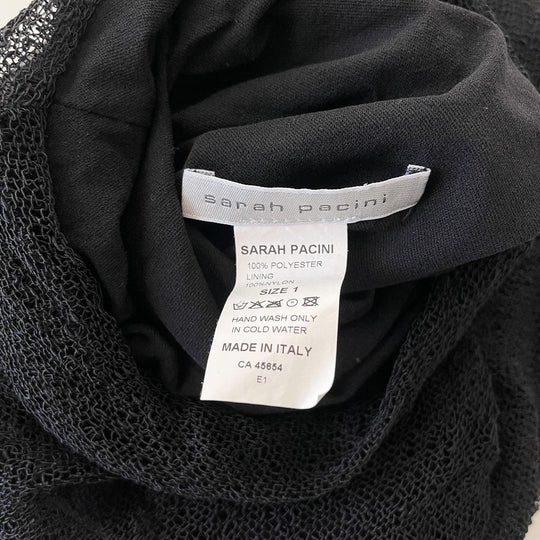 sarah pacini
SARAH PACINI
100% POLYESTER
LINING
100%NYLON
SIZE 1
HAND WASH ONLY
IN COLD WATER
MADE IN ITALY
CA 45654
E1